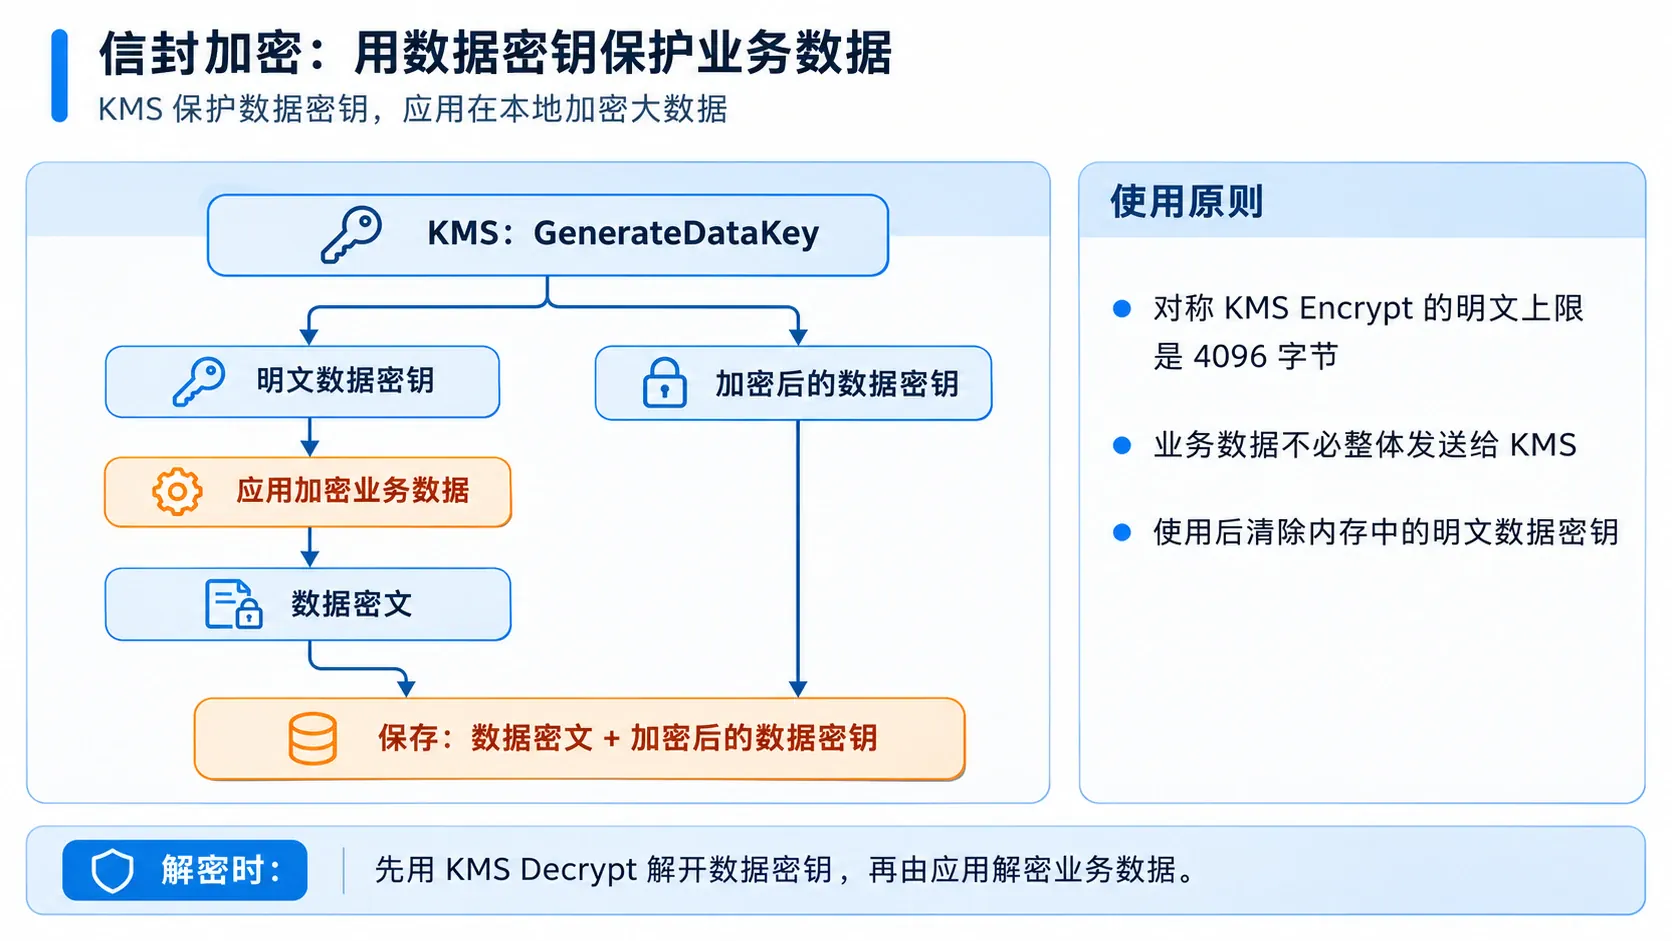 信封加密：用数据密钥保护业务数据
KMS 保护数据密钥，应用在本地加密大数据
KMS：GenerateDataKey
明文数据密钥
加密后的数据密钥
应用加密业务数据
数据密文
保存：数据密文 + 加密后的数据密钥
使用原则
对称 KMS Encrypt 的明文上限
是 4096 字节
业务数据不必整体发送给 KMS
使用后清除内存中的明文数据密钥
解密时：
先用 KMS Decrypt 解开数据密钥，再由应用解密业务数据。